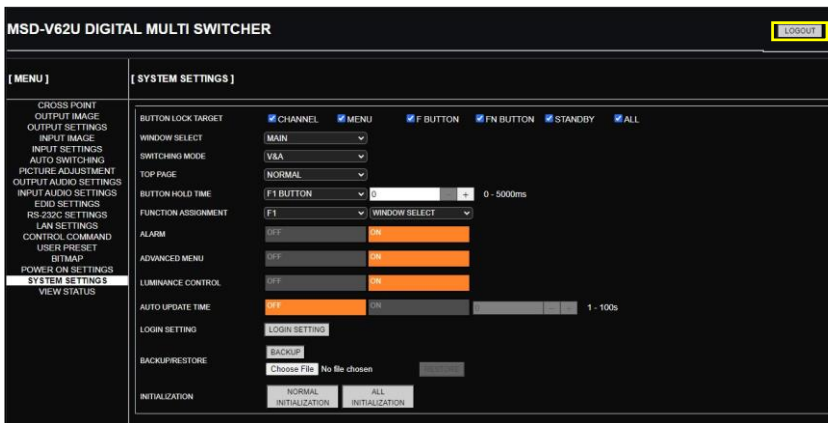 MSD-V62U DIGITAL MULTI SWITCHER
LOGOUT
[ MENU ]
[ SYSTEM SETTINGS ]
CROSS POINT
OUTPUT IMAGE
OUTPUT SETTINGS
INPUT IMAGE
INPUT SETTINGS
AUTO SWITCHING
PICTURE ADJUSTMENT
OUTPUT AUDIO SETTINGS
INPUT AUDIO SETTINGS
EDID SETTINGS
RS-232C SETTINGS
LAN SETTINGS
CONTROL COMMAND
USER PRESET
BITMAP
POWER ON SETTINGS
SYSTEM SETTINGS
VIEW STATUS
BUTTON LOCK TARGET CHANNEL MENU F BUTTON FN BUTTON STANDBY ALL
WINDOW SELECT MAIN
SWITCHING MODE V&A
TOP PAGE NORMAL
BUTTON HOLD TIME F1 BUTTON 0 - + 0 - 5000ms
FUNCTION ASSIGNMENT F1 WINDOW SELECT
ALARM OFF ON
ADVANCED MENU OFF ON
LUMINANCE CONTROL OFF ON
AUTO UPDATE TIME OFF ON 0 1 - 100s
LOGIN SETTING LOGIN SETTING
BACKUP/RESTORE BACKUP
Choose File No file chosen RESTORE
INITIALIZATION NORMAL INITIALIZATION ALL INITIALIZATION